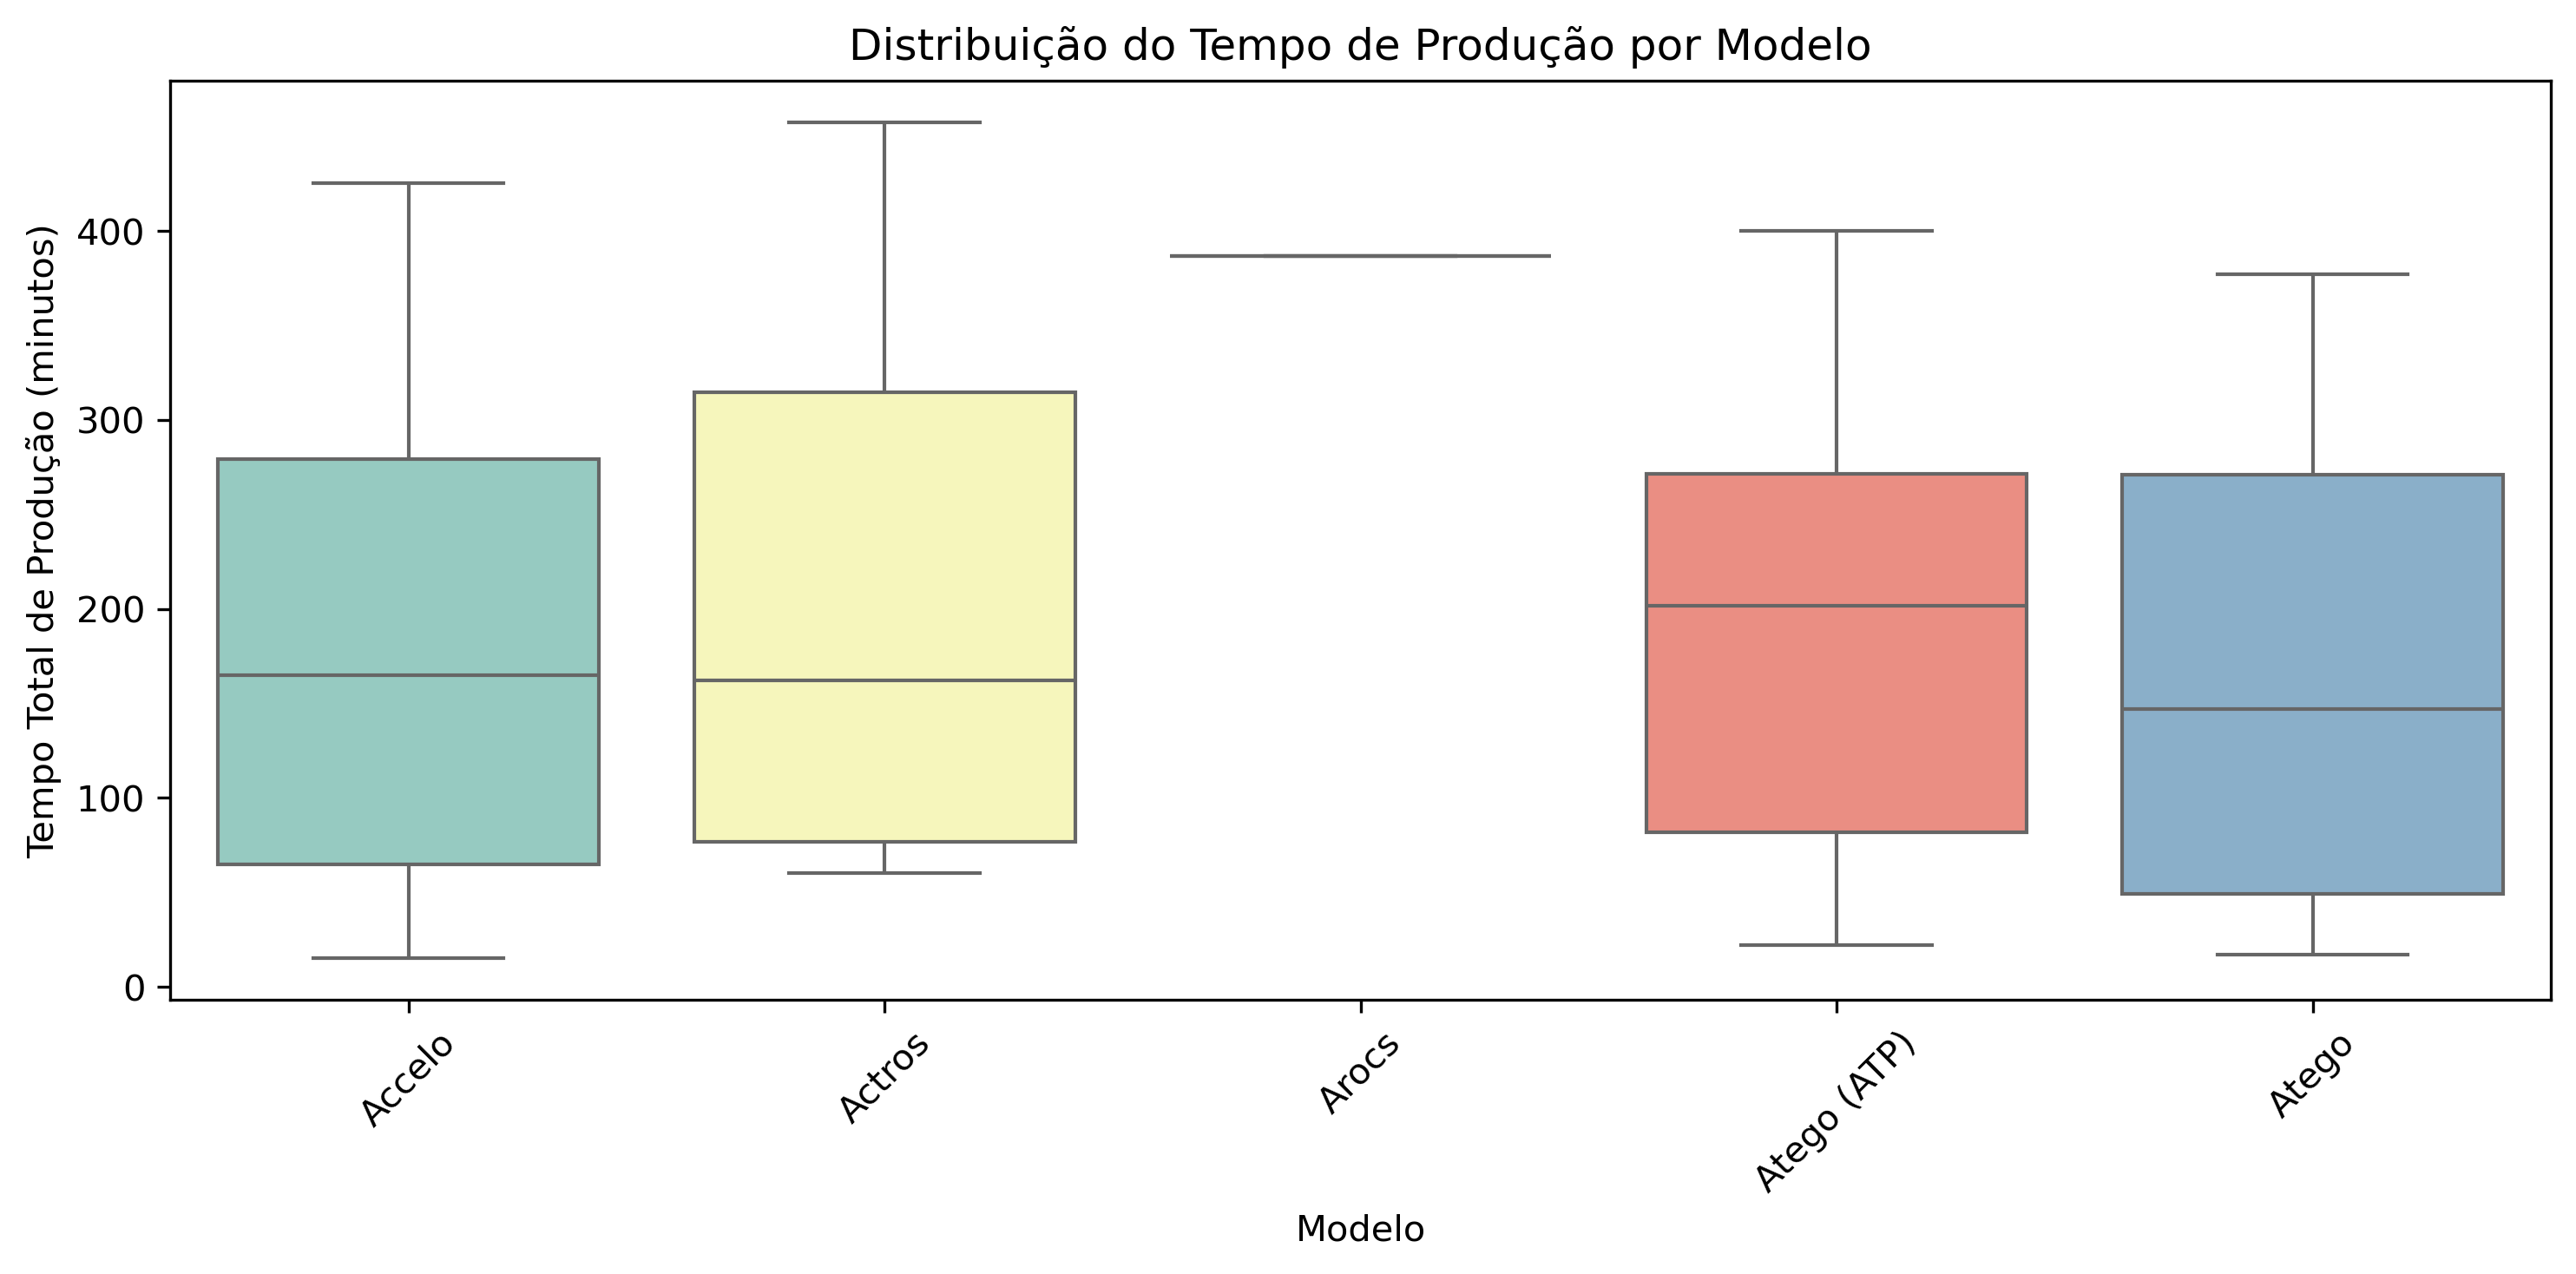 Distribuição do Tempo de Produção por Modelo
Tempo Total de Produção (minutos)
400
300
200
100
0
Accelo
Actros
Arocs
Atego (ATP)
Atego
Modelo